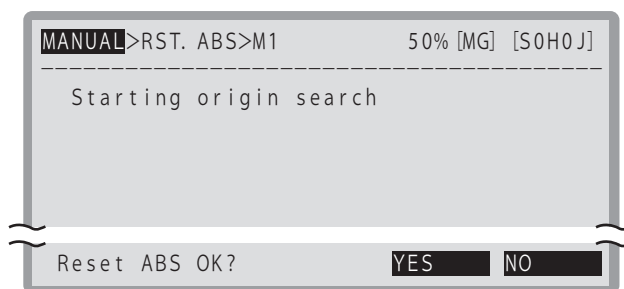 MANUAL>RST. ABS>M1 50% [MG] [S0H0J]
Starting origin search
Reset ABS OK? YES NO